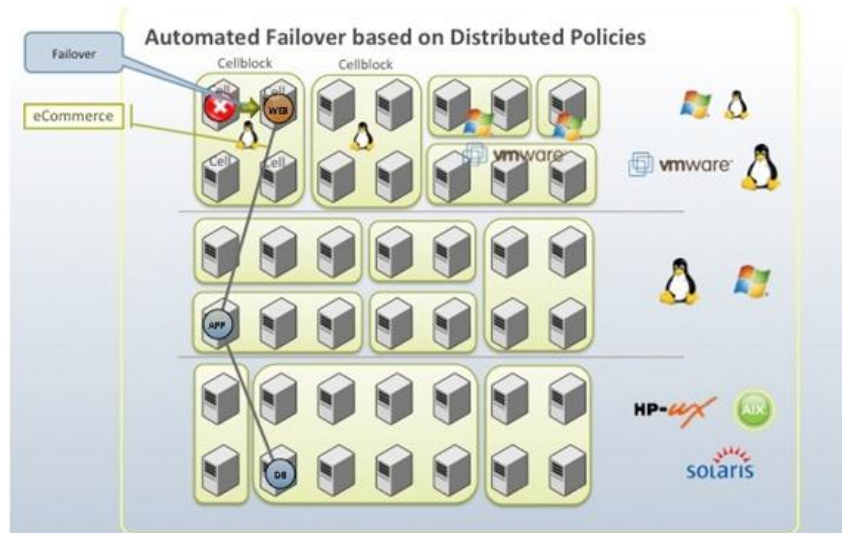 Automated Failover based on Distributed Policies
Failover
Cellblock
Cellblock
Cell
Cell
WEB
eCommerce
Cell
Cell
vmware
vmware
APP
HP-UX
AIX
DB
SOLARIS